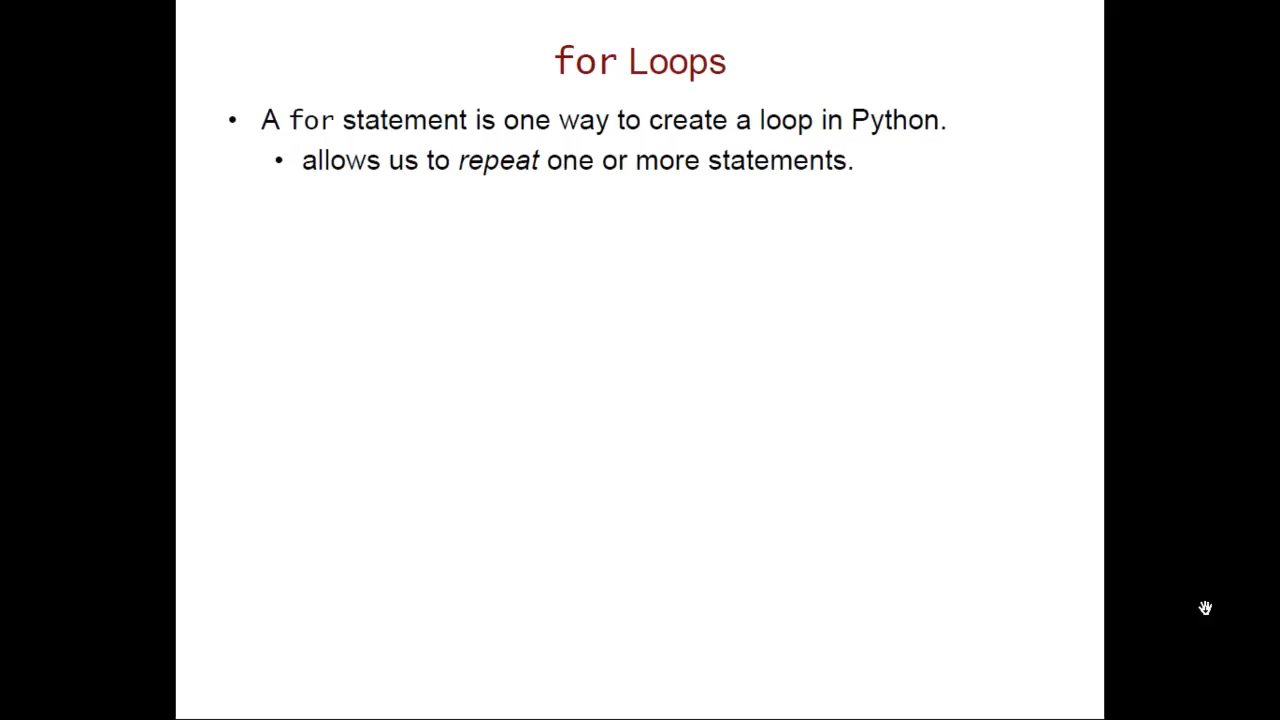 for Loops
• A for statement is one way to create a loop in Python.
• allows us to repeat one or more statements.